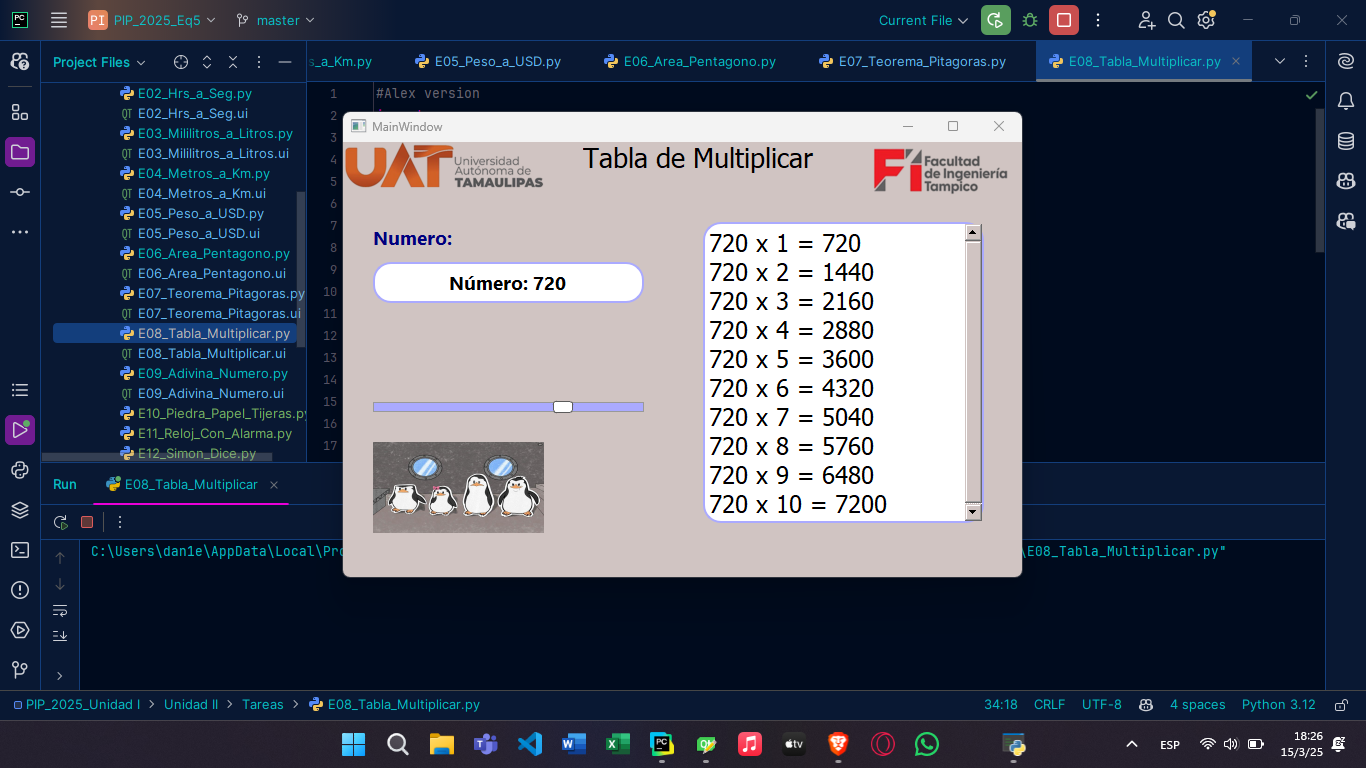 PC
PI
PIP_2025_Eq5
master
Current File
Project Files
s_a_Km.py
E05_Peso_a_USD.py
E06_Area_Pentagono.py
E07_Teorema_Pitagoras.py
E08_Tabla_Multiplicar.py
E02_Hrs_a_Seg.py
E02_Hrs_a_Seg.ui
E03_Mililitros_a_Litros.py
E03_Mililitros_a_Litros.ui
E04_Metros_a_Km.py
E04_Metros_a_Km.ui
E05_Peso_a_USD.py
E05_Peso_a_USD.ui
E06_Area_Pentagono.py
E06_Area_Pentagono.ui
E07_Teorema_Pitagoras.py
E07_Teorema_Pitagoras.ui
E08_Tabla_Multiplicar.py
E08_Tabla_Multiplicar.ui
E09_Adivina_Numero.py
E09_Adivina_Numero.ui
E10_Piedra_Papel_Tijeras.py
E11_Reloj_Con_Alarma.py
E12_Simon_Dice.py
1
#Alex version
2
3
4
5
6
7
8
9
10
11
12
13
14
15
16
17
MainWindow
UAT
Universidad
Autónoma de
TAMAULIPAS
Tabla de Multiplicar
Fi
Facultad
de Ingeniería
Tampico
Numero:
Número: 720
720 x 1 = 720
720 x 2 = 1440
720 x 3 = 2160
720 x 4 = 2880
720 x 5 = 3600
720 x 6 = 4320
720 x 7 = 5040
720 x 8 = 5760
720 x 9 = 6480
720 x 10 = 7200
Run
E08_Tabla_Multiplicar
C:\Users\dan1e\AppData\Local\Pro
\E08_Tabla_Multiplicar.py"
PIP_2025_Unidad I
Unidad II
Tareas
E08_Tabla_Multiplicar.py
34:18
CRLF
UTF-8
4 spaces
Python 3.12
ESP
18:26
15/3/25